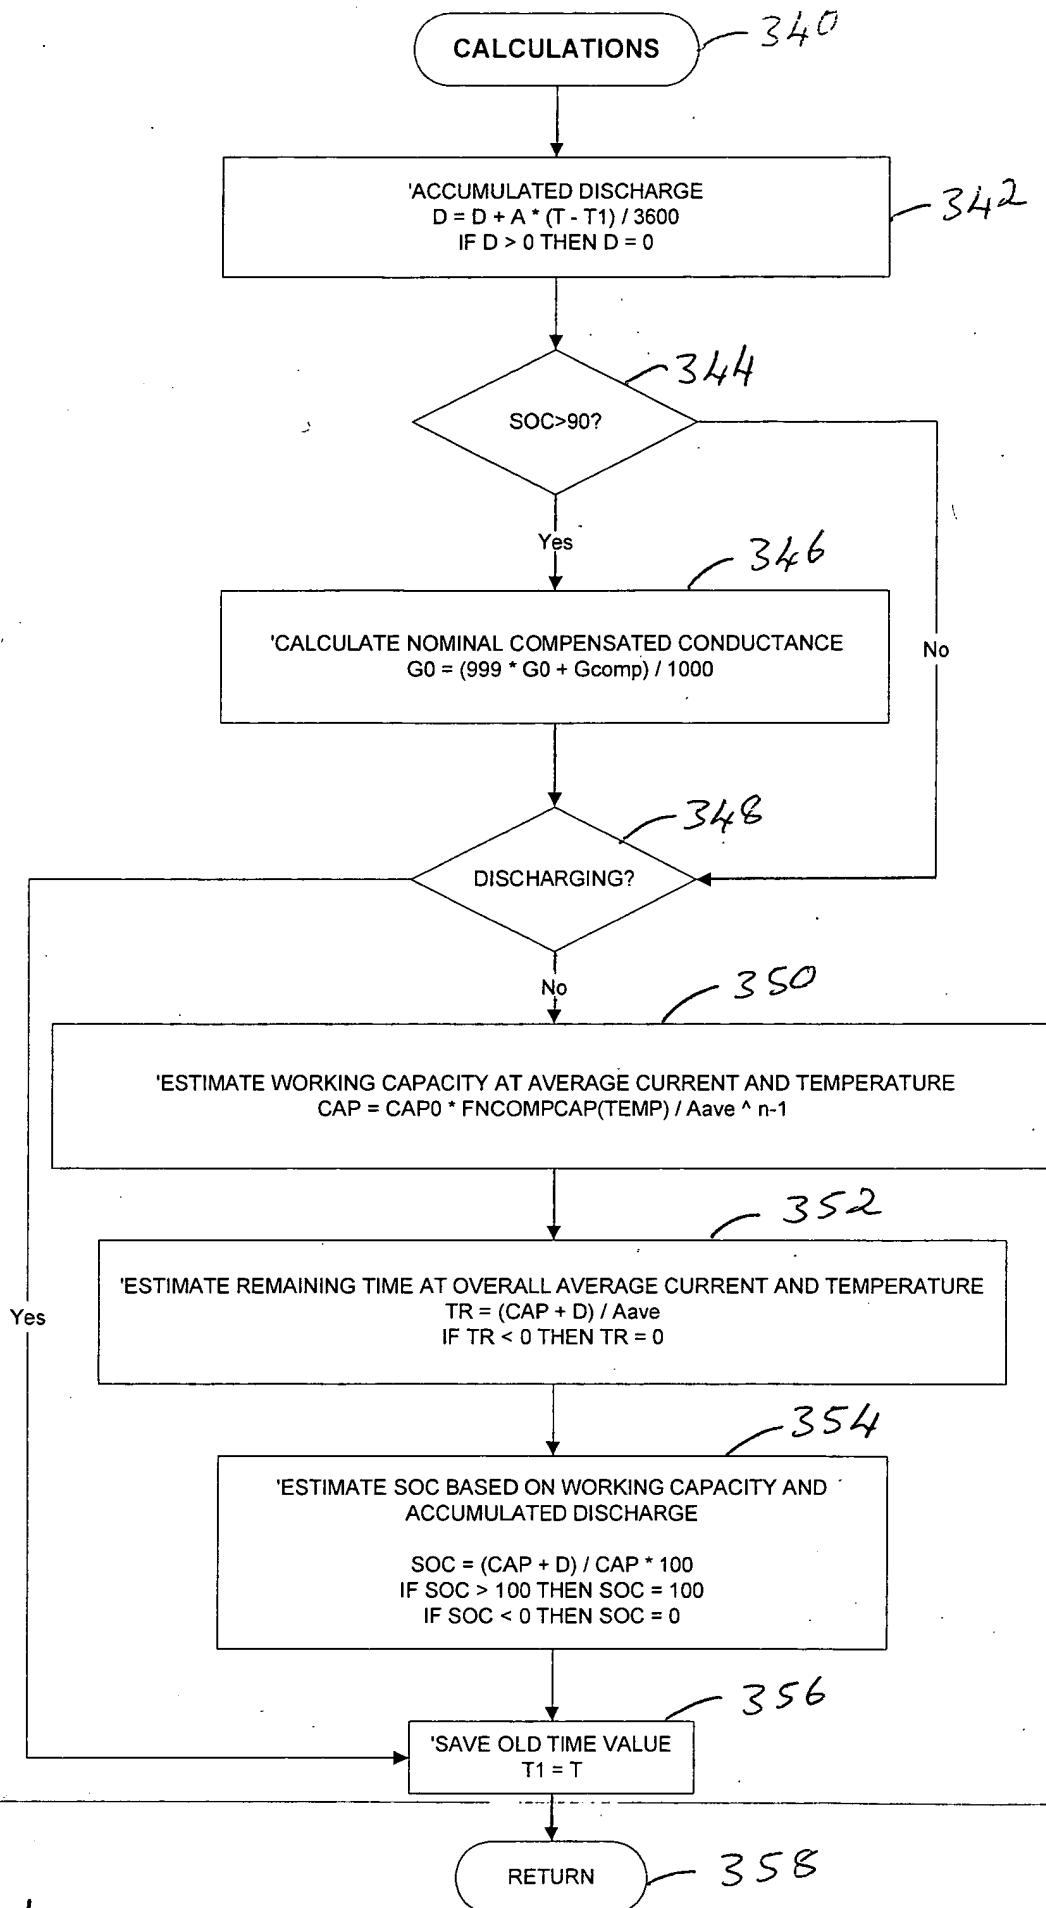 CALCULATIONS
340
'ACCUMULATED DISCHARGE
D = D + A * (T - T1) / 3600
IF D > 0 THEN D = 0
342
344
SOC>90?
Yes
346
'CALCULATE NOMINAL COMPENSATED CONDUCTANCE
G0 = (999 * G0 + Gcomp) / 1000
No
348
DISCHARGING?
No
350
'ESTIMATE WORKING CAPACITY AT AVERAGE CURRENT AND TEMPERATURE
CAP = CAP0 * FNCOMPCAP(TEMP) / Aave ^ n-1
352
'ESTIMATE REMAINING TIME AT OVERALL AVERAGE CURRENT AND TEMPERATURE
TR = (CAP + D) / Aave
IF TR < 0 THEN TR = 0
Yes
354
'ESTIMATE SOC BASED ON WORKING CAPACITY AND
ACCUMULATED DISCHARGE
SOC = (CAP + D) / CAP * 100
IF SOC > 100 THEN SOC = 100
IF SOC < 0 THEN SOC = 0
356
'SAVE OLD TIME VALUE
T1 = T
RETURN
358